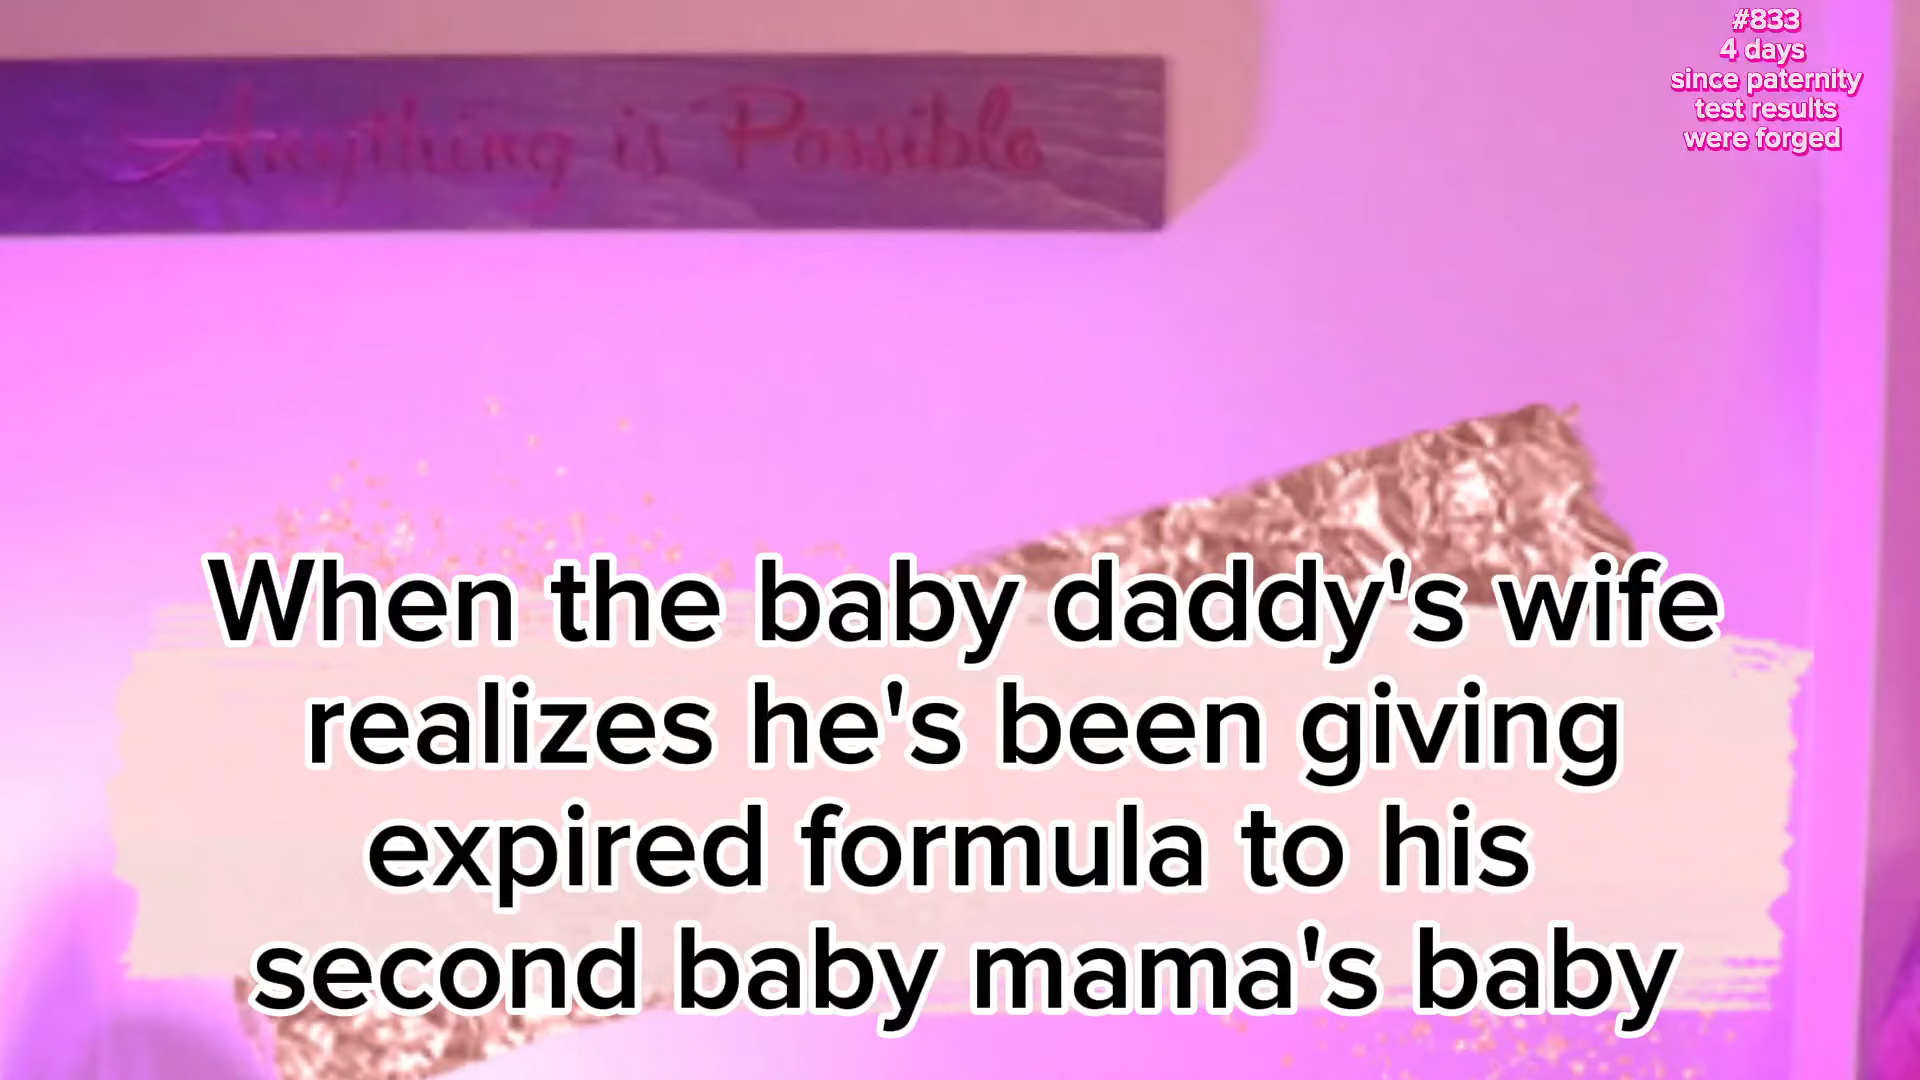 #833
4 days
since paternity
test results
were forged
Anything is Possible
When the baby daddy's wife
realizes he's been giving
expired formula to his
second baby mama's baby